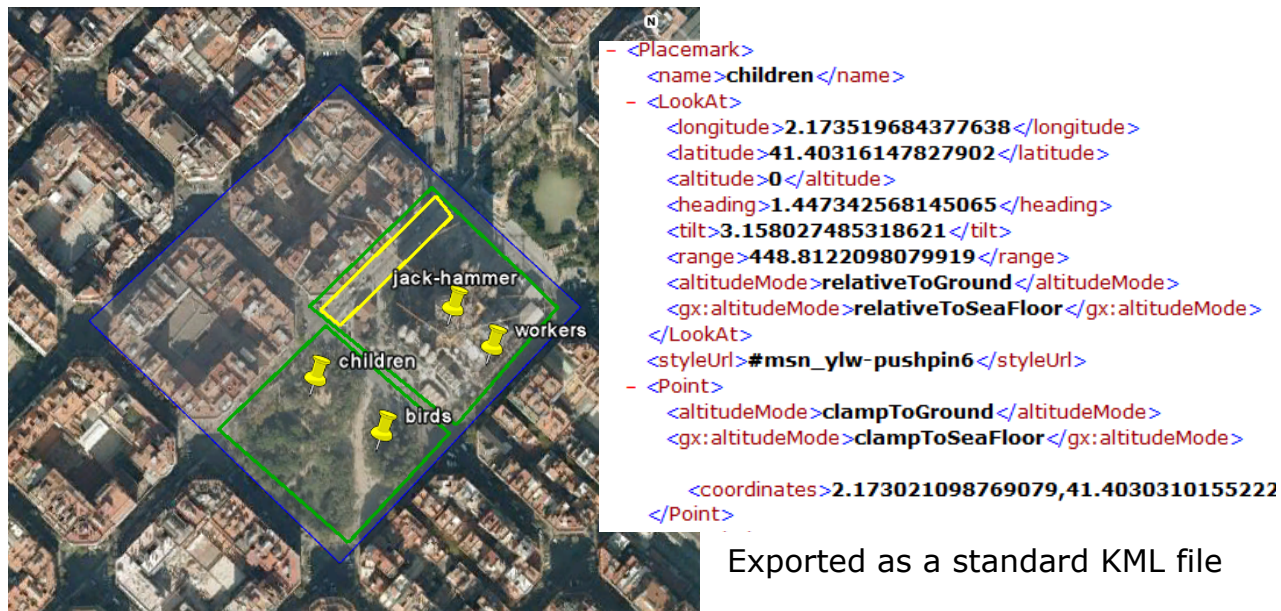 N
jack-hammer
workers
children
birds
- <Placemark>
<name>children</name>
- <LookAt>
<longitude>2.173519684377638</longitude>
<latitude>41.40316147827902</latitude>
<altitude>0</altitude>
<heading>1.447342568145065</heading>
<tilt>3.158027485318621</tilt>
<range>448.8122098079919</range>
<altitudeMode>relativeToGround</altitudeMode>
<gx:altitudeMode>relativeToSeaFloor</gx:altitudeMode>
</LookAt>
<styleUrl>#msn_ylw-pushpin6</styleUrl>
- <Point>
<altitudeMode>clampToGround</altitudeMode>
<gx:altitudeMode>clampToSeaFloor</gx:altitudeMode>
<coordinates>2.173021098769079,41.4030310155222
</Point>
Exported as a standard KML file